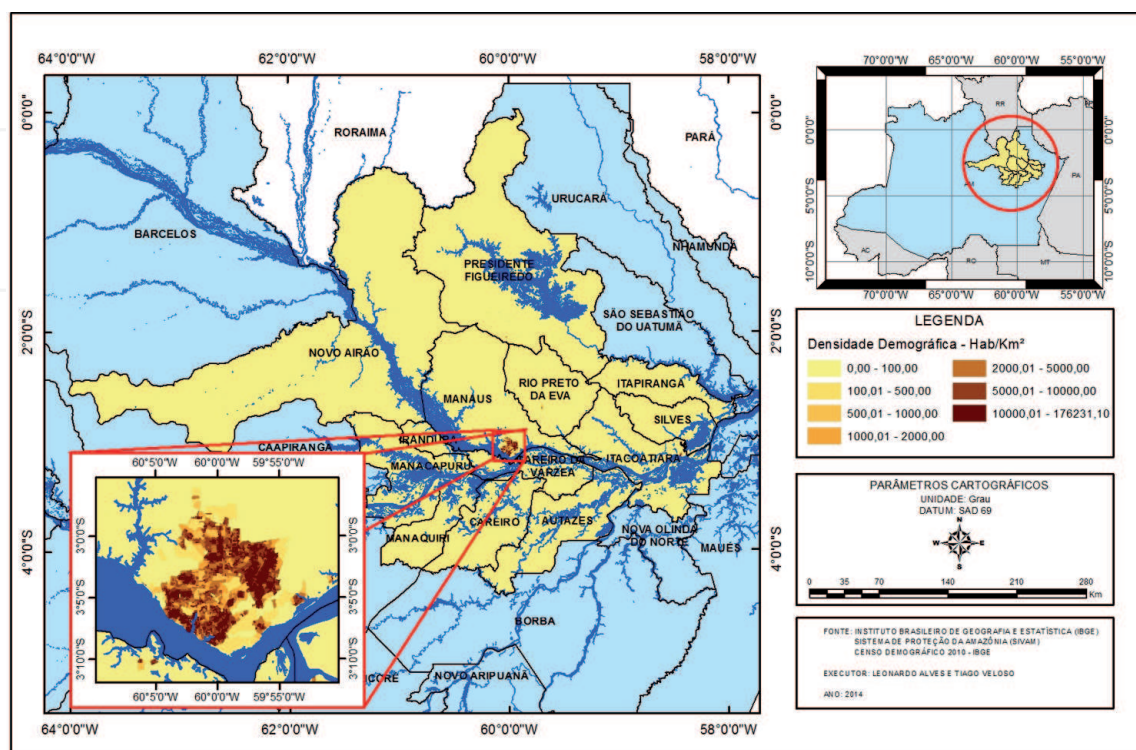 64°0'0"W 62°0'0"W 60°0'0"W 58°0'0"W
0°0'0"
2°0'0"S
4°0'0"S
RORAIMA
PARÁ
URUCARÁ
BARCELOS
NHAMUNDÁ
PRESIDENTE
FIGUEIREDO
SÃO SEBASTIÃO
DO UATUMÃ
NOVO AIRÃO
RIO PRETO
DA EVA
ITAPIRANGA
MANAUS
SILVES
CAAPIRANGA
IRANDU
MANACAPURU
AREIRO DA
VARZEA
ITACOATIARA
CAREIRO
AUTAZES
MANAQUIRI
NOVA OLINDA
DO NORTE
MAUÉS
BORBA
ICORE
NOVO ARIPUANÃ
60°5'0"W 60°0'0"W 59°55'0"W
3°0'0"S 3°0'0"S
3°5'0"S 3°5'0"S
3°10'0"S 3°10'0"S
60°5'0"W 60°0'0"W 59°55'0"W
0°0'0"
2°0'0"S
4°0'0"S
64°0'0"W 62°0'0"W 60°0'0"W 58°0'0"W
70°0'0"W 65°0'0"W 60°0'0"W 55°0'0"W
0°0'0" 0°0'0"
5°0'0"S 5°0'0"S
10°0'0"S 10°0'0"S
RR
AM
PA
AC
RO
MT
70°0'0"W 65°0'0"W 60°0'0"W 55°0'0"W
LEGENDA
Densidade Demográfica - Hab/Km²
0,00 - 100,00 2000,01 - 5000,00
100,01 - 500,00 5000,01 - 10000,00
500,01 - 1000,00 10000,01 - 176231,10
1000,01 - 2000,00
PARÂMETROS CARTOGRÁFICOS
UNIDADE: Grau
DATUM: SAD 69
N
W E
S
0 35 70 140 210 280
Km
FONTE: INSTITUTO BRASILEIRO DE GEOGRAFIA E ESTATÍSTICA (IBGE)
SISTEMA DE PROTEÇÃO DA AMAZÔNIA (SIVAM)
CENSO DEMOGRÁFICO 2010 - IBGE
EXECUTOR: LEONARDO ALVES E TIAGO VELOSO
ANO: 2014